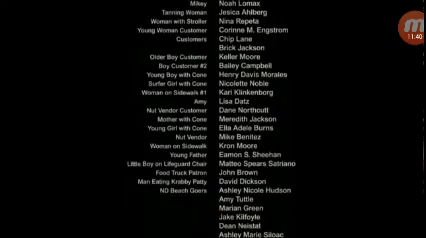 Mikey Noah Lomax
Tanning Woman Jesica Ahlberg
Woman with Stroller Nina Repeta
Young Woman Customer Corinne M. Engstrom
Customers Chip Lane
Brick Jackson
Older Boy Customer Keller Moore
Boy Customer #2 Bailey Campbell
Young Boy with Cone Henry Davis Morales
Surfer Girl with Cone Nicolette Noble
Woman on Sidewalk #1 Kari Klinkenborg
Amy Lisa Datz
Nut Vendor Customer Dane Northcutt
Mother with Cone Meredith Jackson
Young Girl with Cone Ella Adele Burns
Nut Vendor Mike Benitez
Woman on Sidewalk Kron Moore
Young Father Eamon S. Sheehan
Little Boy on Lifeguard Chair Matteo Spears Satriano
Food Truck Patron John Brown
Man Eating Krabby Patty David Dickson
ND Beach Goers Ashley Nicole Hudson
Amy Tuttle
Marian Green
Jake Kilfoyle
Dean Neistat
Ashley Marie Siloac
11:40